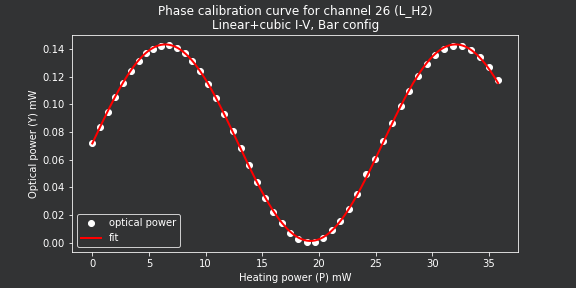 Phase calibration curve for channel 26 (L_H2)
Linear+cubic I-V, Bar config
Optical power (Y) mW
0.14
0.12
0.10
0.08
0.06
0.04
0.02
0.00
optical power
fit
0
5
10
15
20
25
30
35
Heating power (P) mW